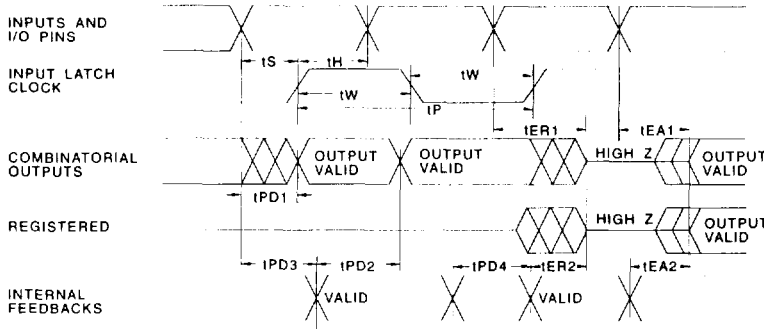 INPUTS AND
I/O PINS
tS
tH
INPUT LATCH
CLOCK
tW
tW
tP
tER1
tEA1
COMBINATORIAL
OUTPUTS
OUTPUT
VALID
OUTPUT
VALID
HIGH Z
OUTPUT
VALID
tPD1
REGISTERED
HIGH Z
OUTPUT
VALID
tPD3
tPD2
tPD4
tER2
tEA2
INTERNAL
FEEDBACKS
VALID
VALID